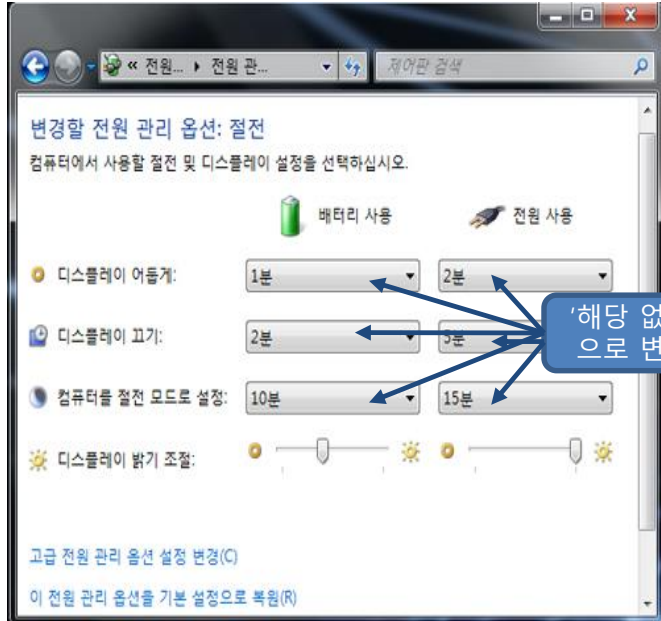 « 전원... ▸ 전원 관... 제어판 검색
변경할 전원 관리 옵션: 절전
컴퓨터에서 사용할 절전 및 디스플레이 설정을 선택하십시오.
배터리 사용 전원 사용
디스플레이 어둡게: 1분 2분
디스플레이 끄기: 2분 5분
컴퓨터를 절전 모드로 설정: 10분 15분
디스플레이 밝기 조절:
'해당 없
으로 변
고급 전원 관리 옵션 설정 변경(C)
이 전원 관리 옵션을 기본 설정으로 복원(R)